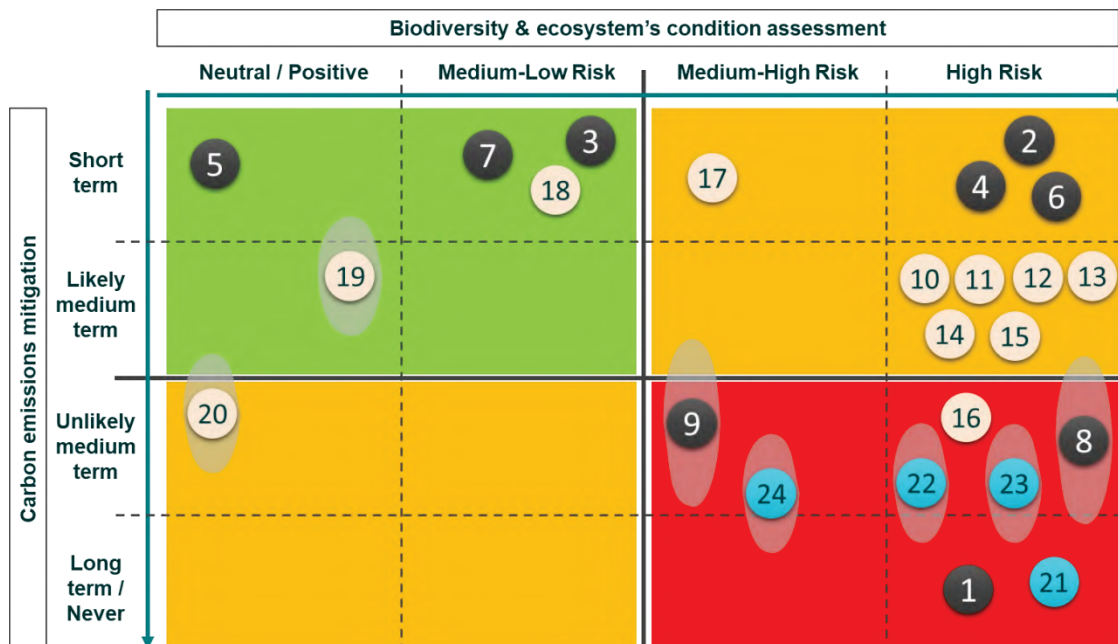 Biodiversity & ecosystem’s condition assessment
Neutral / Positive
Medium-Low Risk
Medium-High Risk
High Risk
Carbon emissions mitigation
Short
term
5
7
3
18
17
2
4
6
Likely
medium
term
19
10
11
12
13
14
15
Unlikely
medium
term
20
9
24
16
22
23
8
Long
term /
Never
1
21